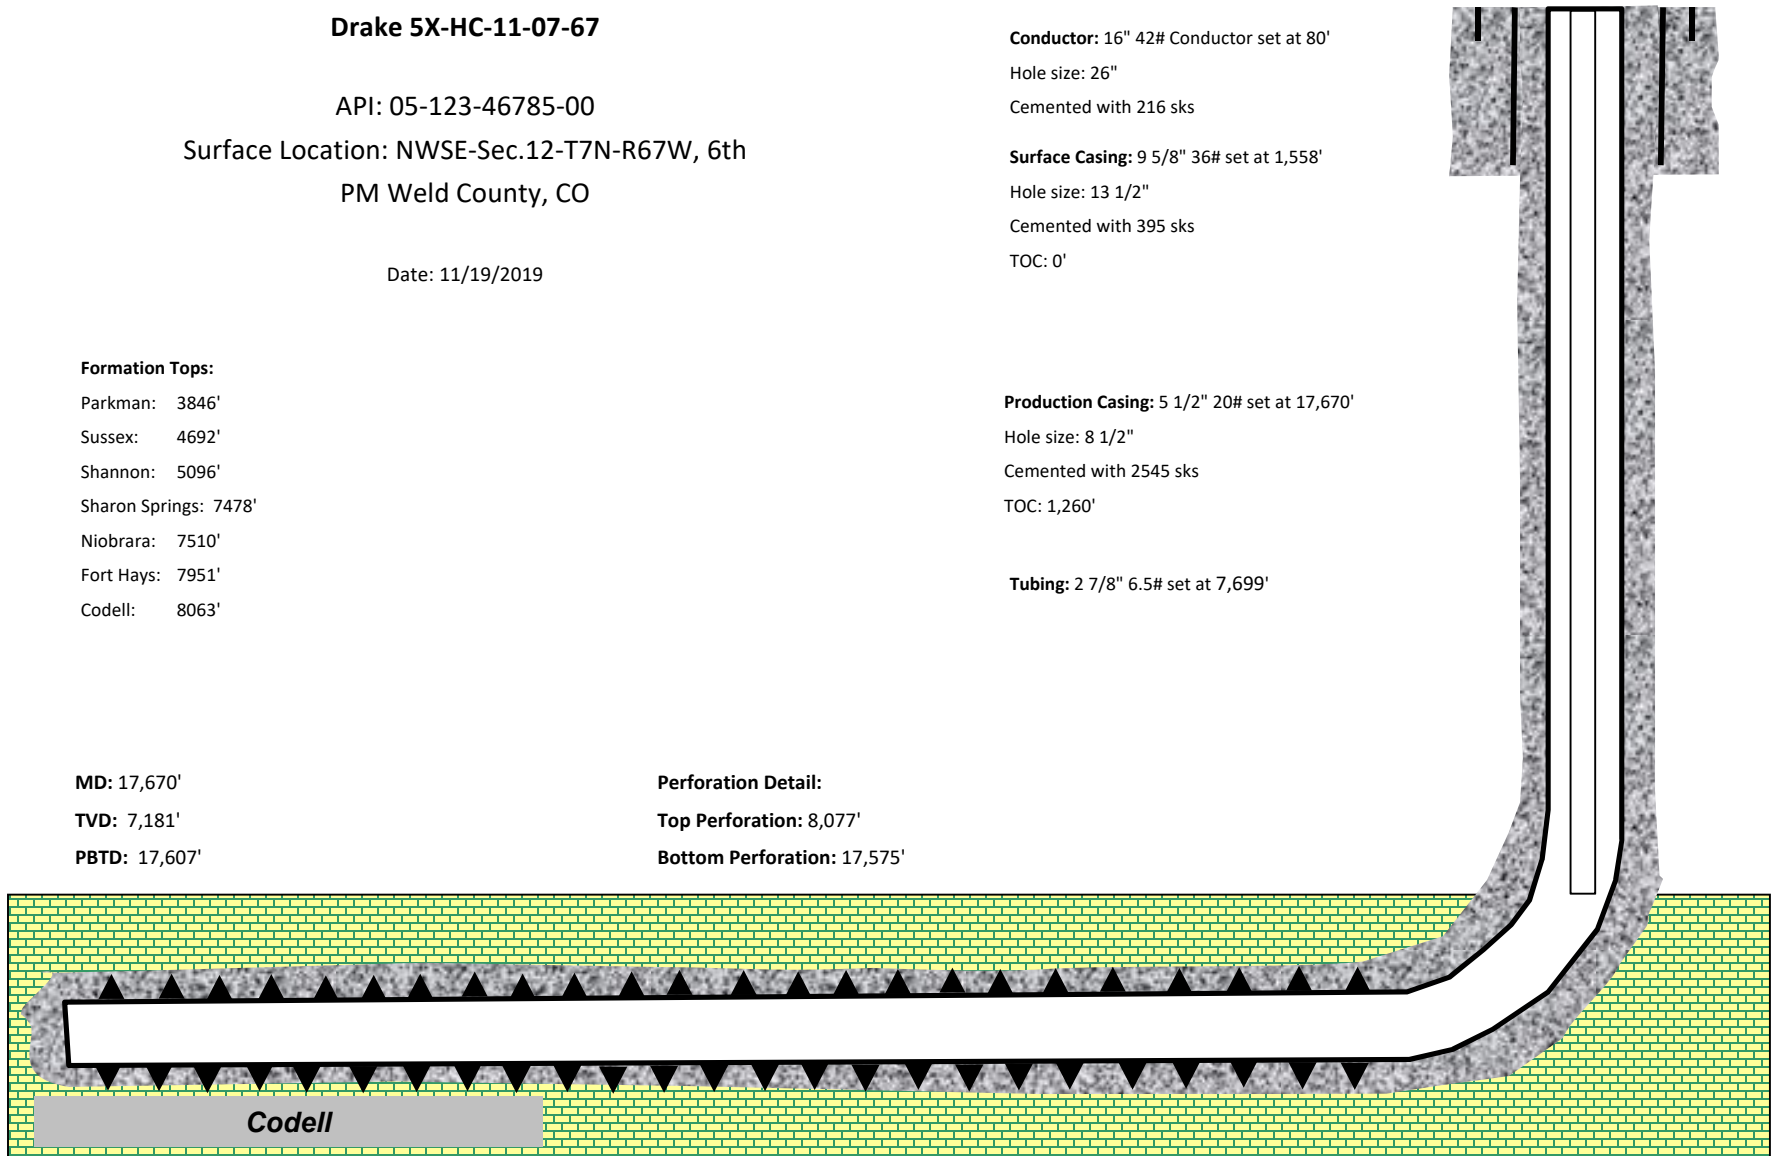 Drake 5X-HC-11-07-67
API: 05-123-46785-00
Surface Location: NWSE-Sec.12-T7N-R67W, 6th
PM Weld County, CO
Date: 11/19/2019
Conductor: 16" 42# Conductor set at 80'
Hole size: 26"
Cemented with 216 sks
Surface Casing: 9 5/8" 36# set at 1,558'
Hole size: 13 1/2"
Cemented with 395 sks
TOC: 0'
Formation Tops:
Parkman: 3846'
Sussex: 4692'
Shannon: 5096'
Sharon Springs: 7478'
Niobrara: 7510'
Fort Hays: 7951'
Codell: 8063'
Production Casing: 5 1/2" 20# set at 17,670'
Hole size: 8 1/2"
Cemented with 2545 sks
TOC: 1,260'
Tubing: 2 7/8" 6.5# set at 7,699'
MD: 17,670'
TVD: 7,181'
PBTD: 17,607'
Perforation Detail:
Top Perforation: 8,077'
Bottom Perforation: 17,575'
Codell